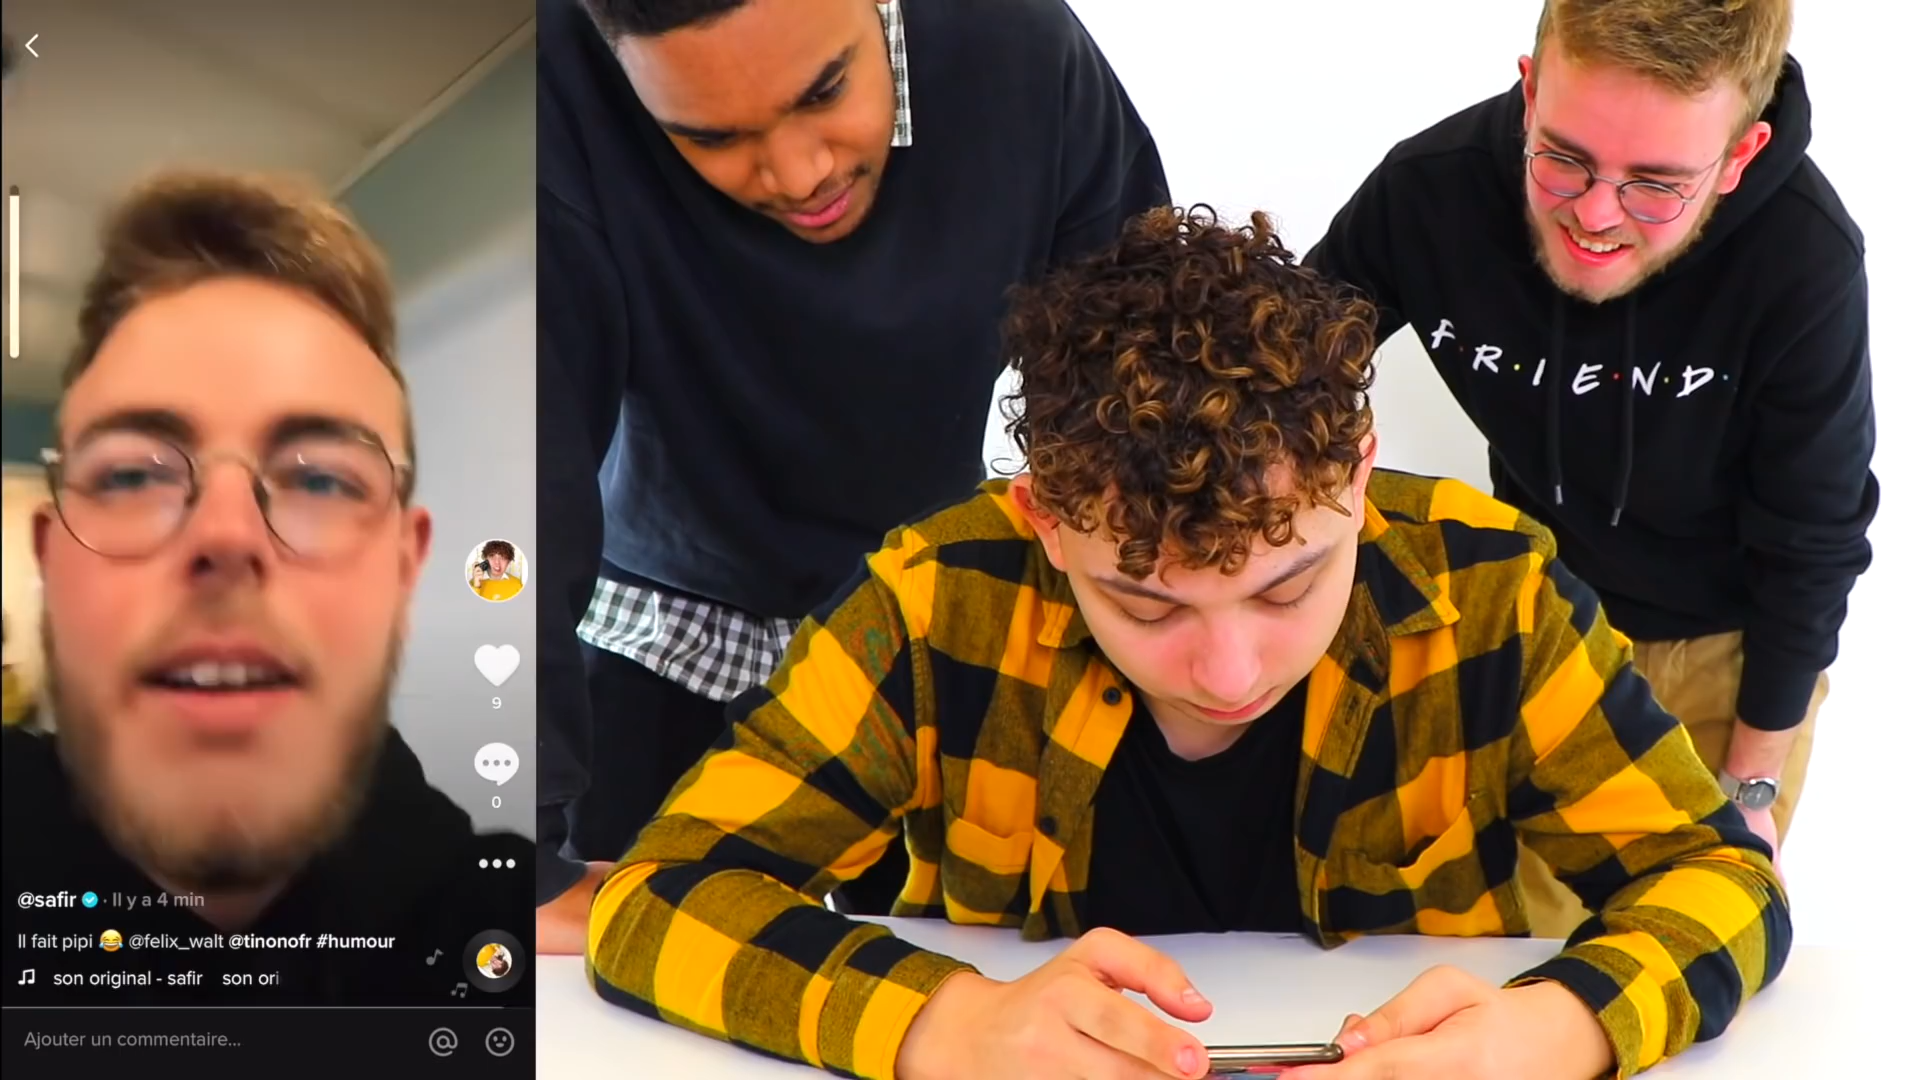 F·R·I·E·N·D·
9
0
@safir · Il y a 4 min
Il fait pipi 😂 @felix_walt @tinonofr #humour
son original - safir son ori
Ajouter un commentaire...